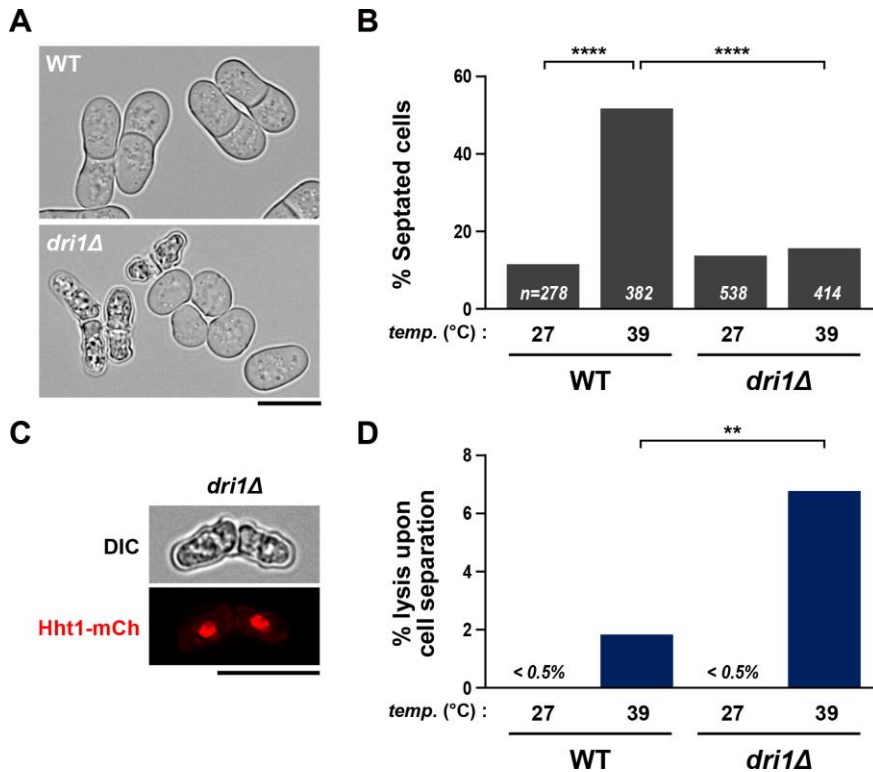 A
WT
dri1Δ
B
**** ****
% Septated cells
60
40
20
0
n=278 382 538 414
temp. (°C) : 27 39 27 39
WT dri1Δ
C
dri1Δ
DIC
Hht1-mCh
D
**
% lysis upon
cell separation
8
6
4
2
0
< 0.5% < 0.5%
temp. (°C) : 27 39 27 39
WT dri1Δ